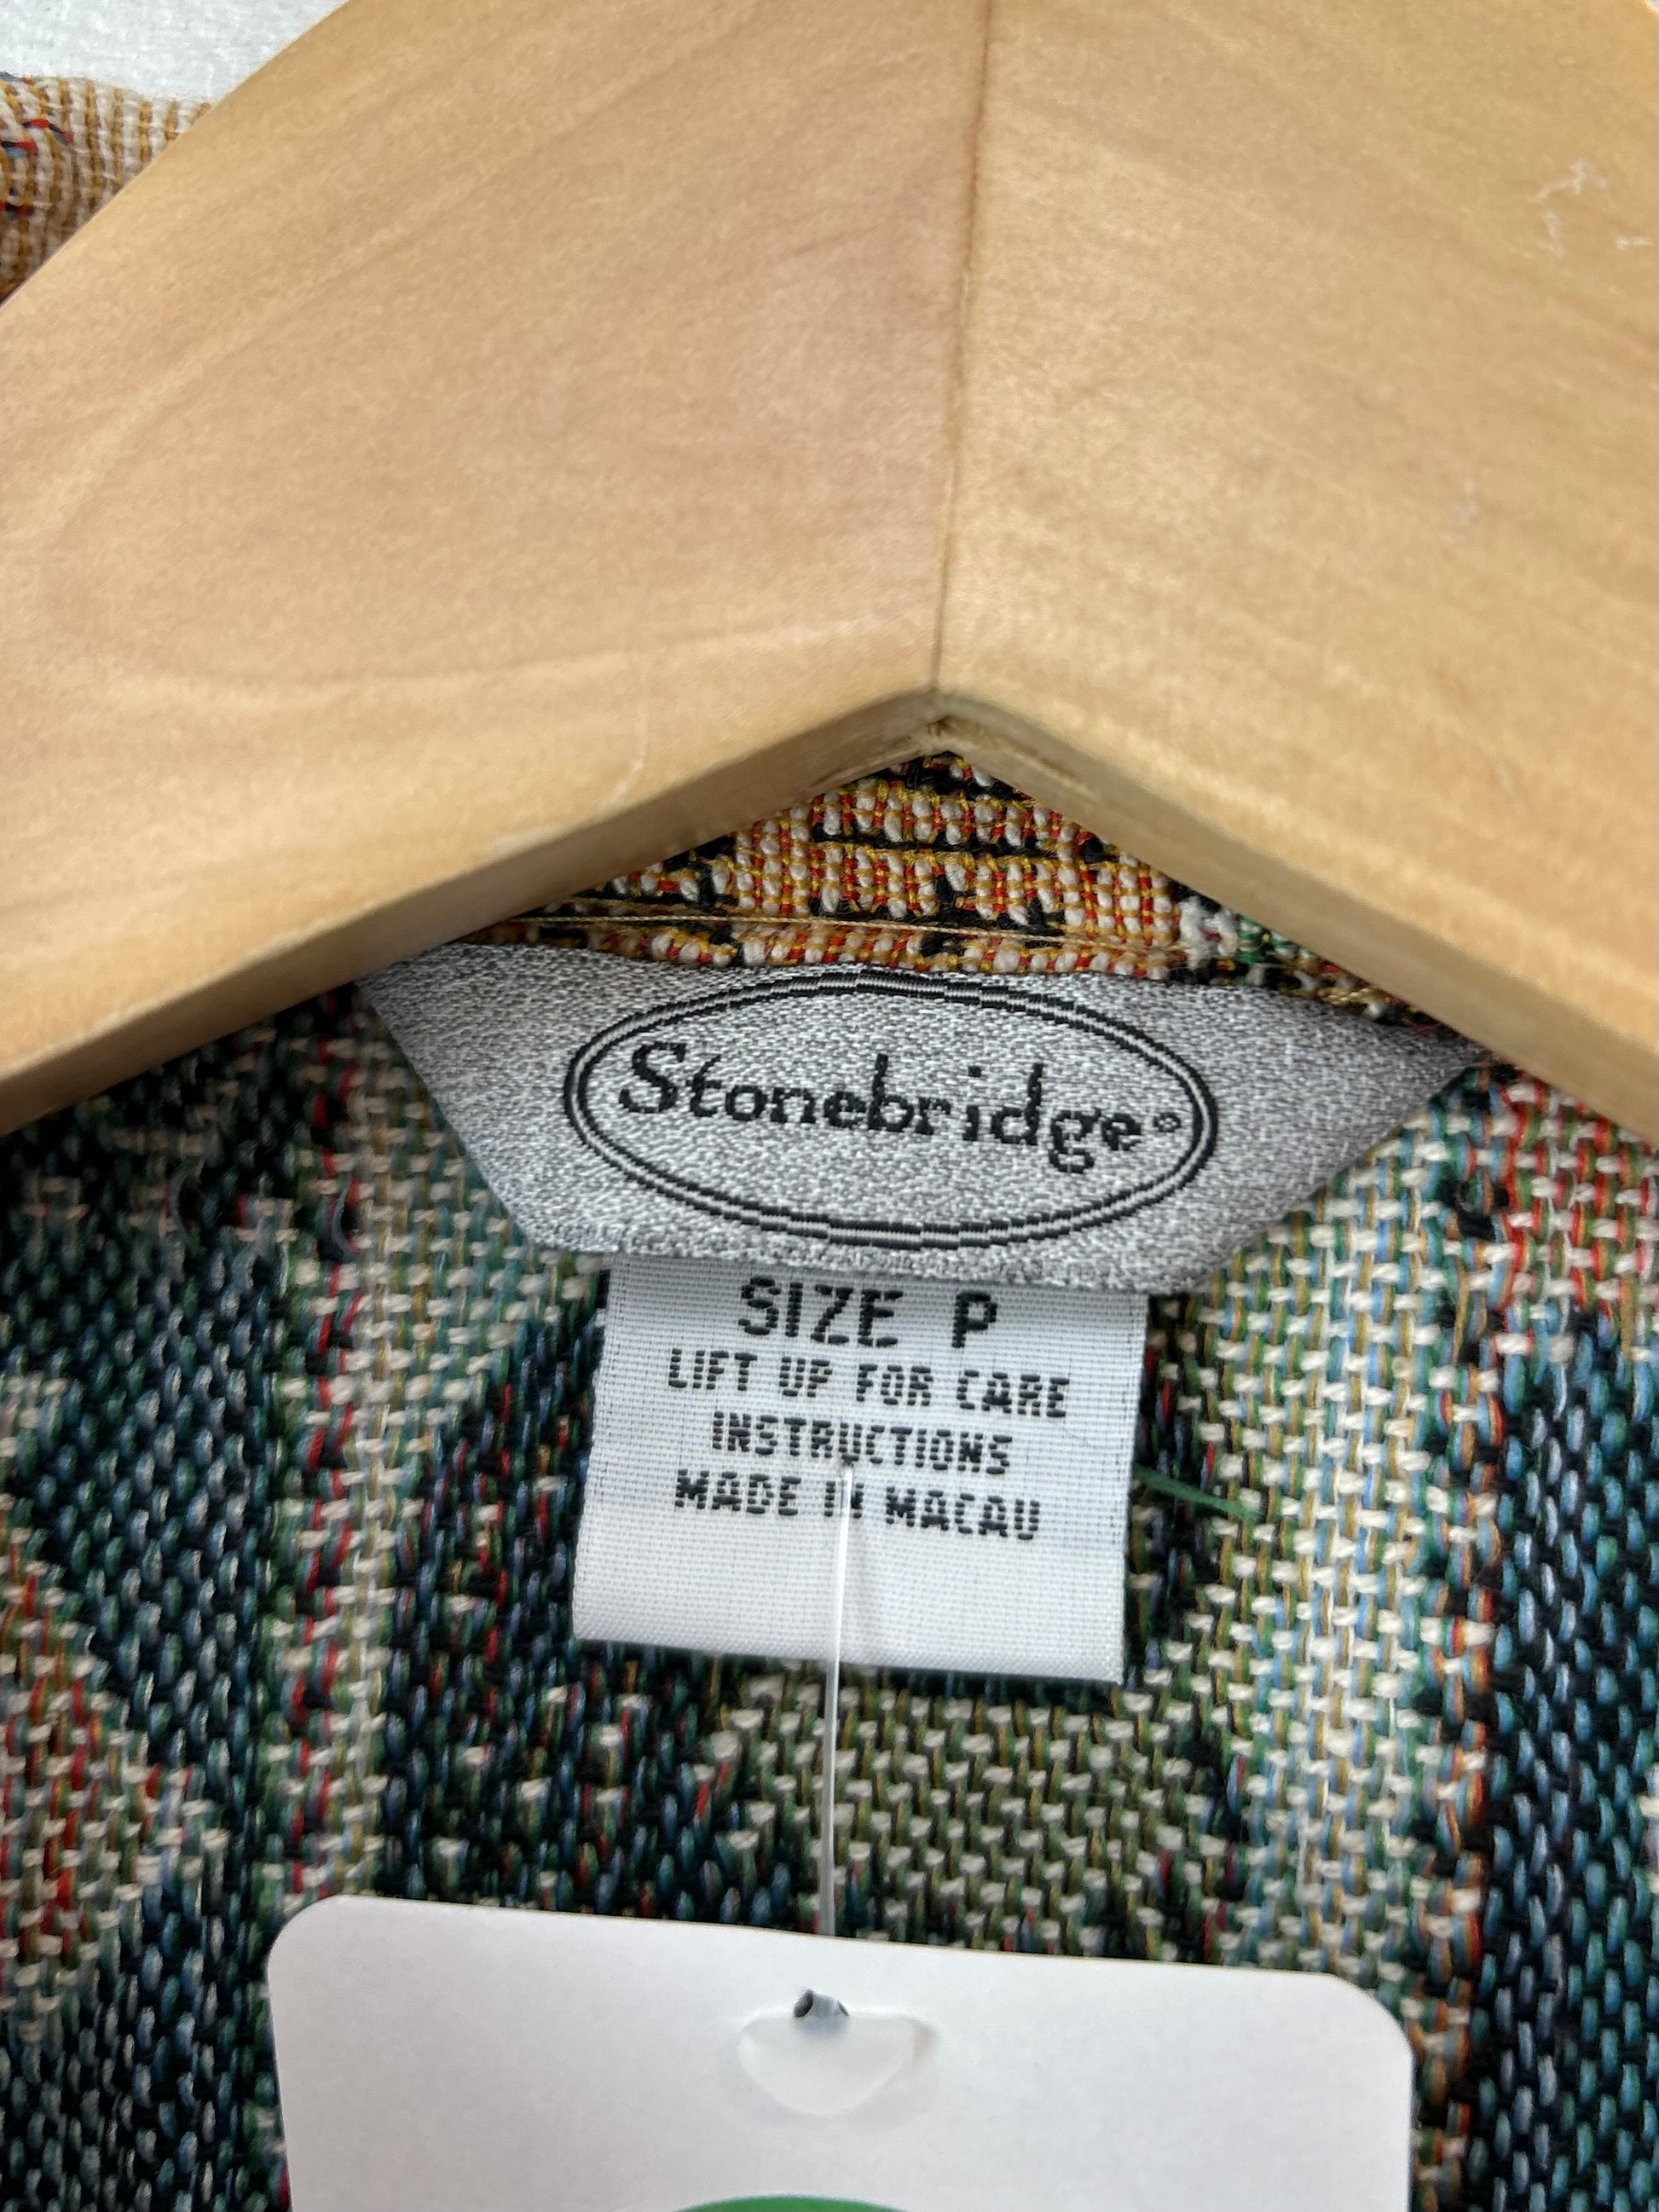 Stonebridge®
SIZE P
LIFT UP FOR CARE
INSTRUCTIONS
MADE IN MACAU